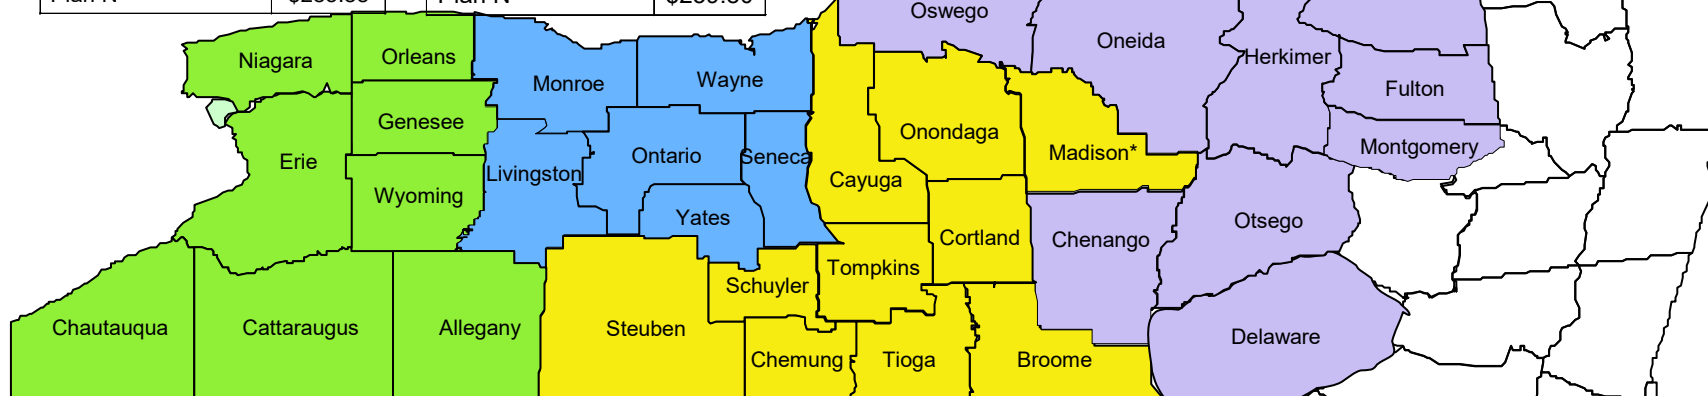 Oswego
Oneida
Niagara
Orleans
Herkimer
Monroe
Wayne
Fulton
Genesee
Onondaga
Madison*
Montgomery
Erie
Ontario
Seneca
Livingston
Cayuga
Wyoming
Yates
Otsego
Cortland
Chenango
Tompkins
Schuyler
Chautauqua
Cattaraugus
Allegany
Steuben
Delaware
Chemung
Tioga
Broome